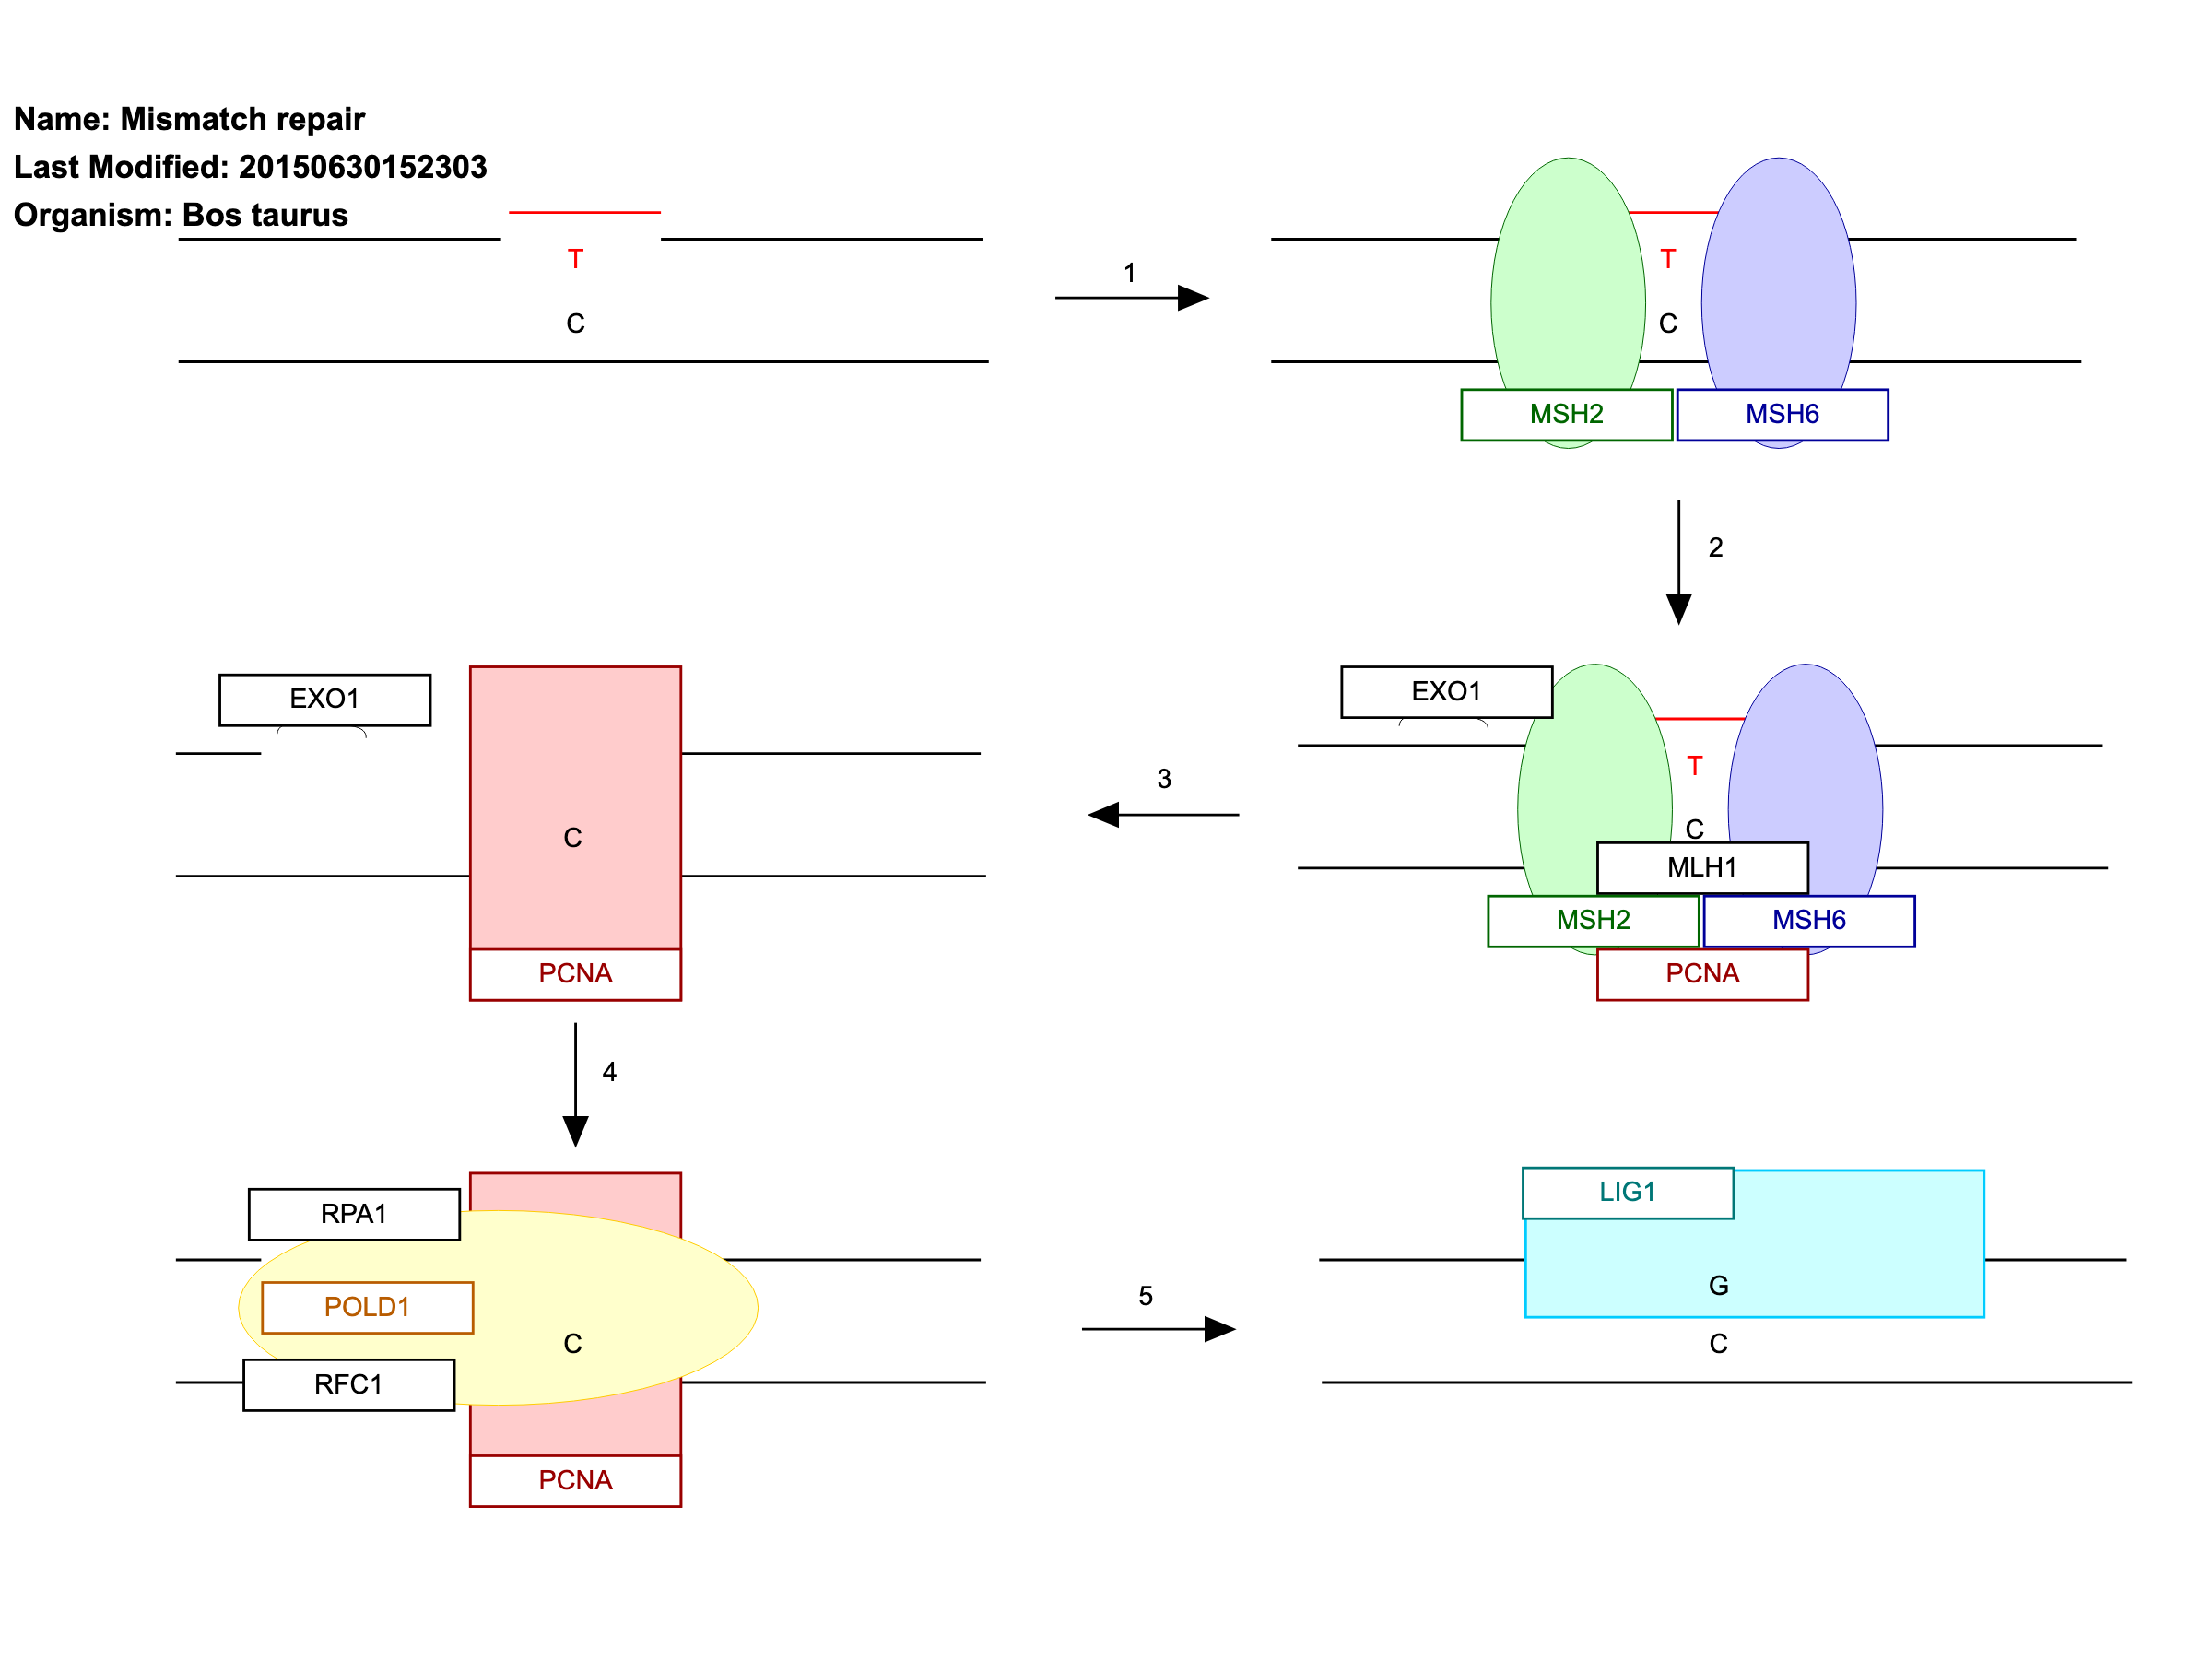 Name: Mismatch repair
Last Modified: 20150630152303
Organism: Bos taurus
T
C
1
T
C
MSH2
MSH6
2
EXO1
T
C
MLH1
MSH2
MSH6
PCNA
3
EXO1
C
PCNA
4
RPA1
POLD1
C
RFC1
PCNA
5
LIG1
G
C